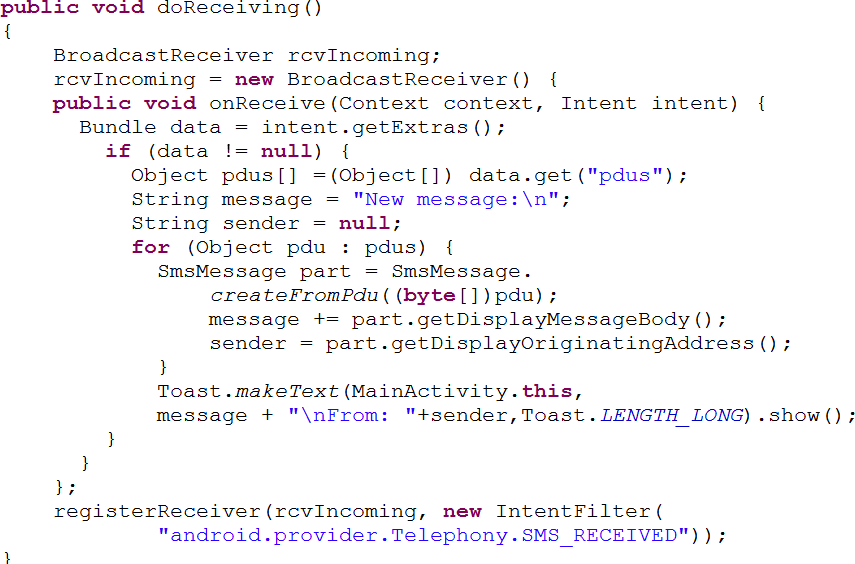 public void doReceiving()
{
    BroadcastReceiver rcvIncoming;
    rcvIncoming = new BroadcastReceiver() {
    public void onReceive(Context context, Intent intent) {
      Bundle data = intent.getExtras();
        if (data != null) {
          Object pdus[] =(Object[]) data.get("pdus");
          String message = "New message:\n";
          String sender = null;
          for (Object pdu : pdus) {
            SmsMessage part = SmsMessage.
                createFromPdu((byte[])pdu);
                message += part.getDisplayMessageBody();
                sender = part.getDisplayOriginatingAddress();
            }
            Toast.makeText(MainActivity.this,
            message + "\nFrom: "+sender,Toast.LENGTH_LONG).show();
        }
      }
    };
    registerReceiver(rcvIncoming, new IntentFilter(
            "android.provider.Telephony.SMS_RECEIVED"));
}